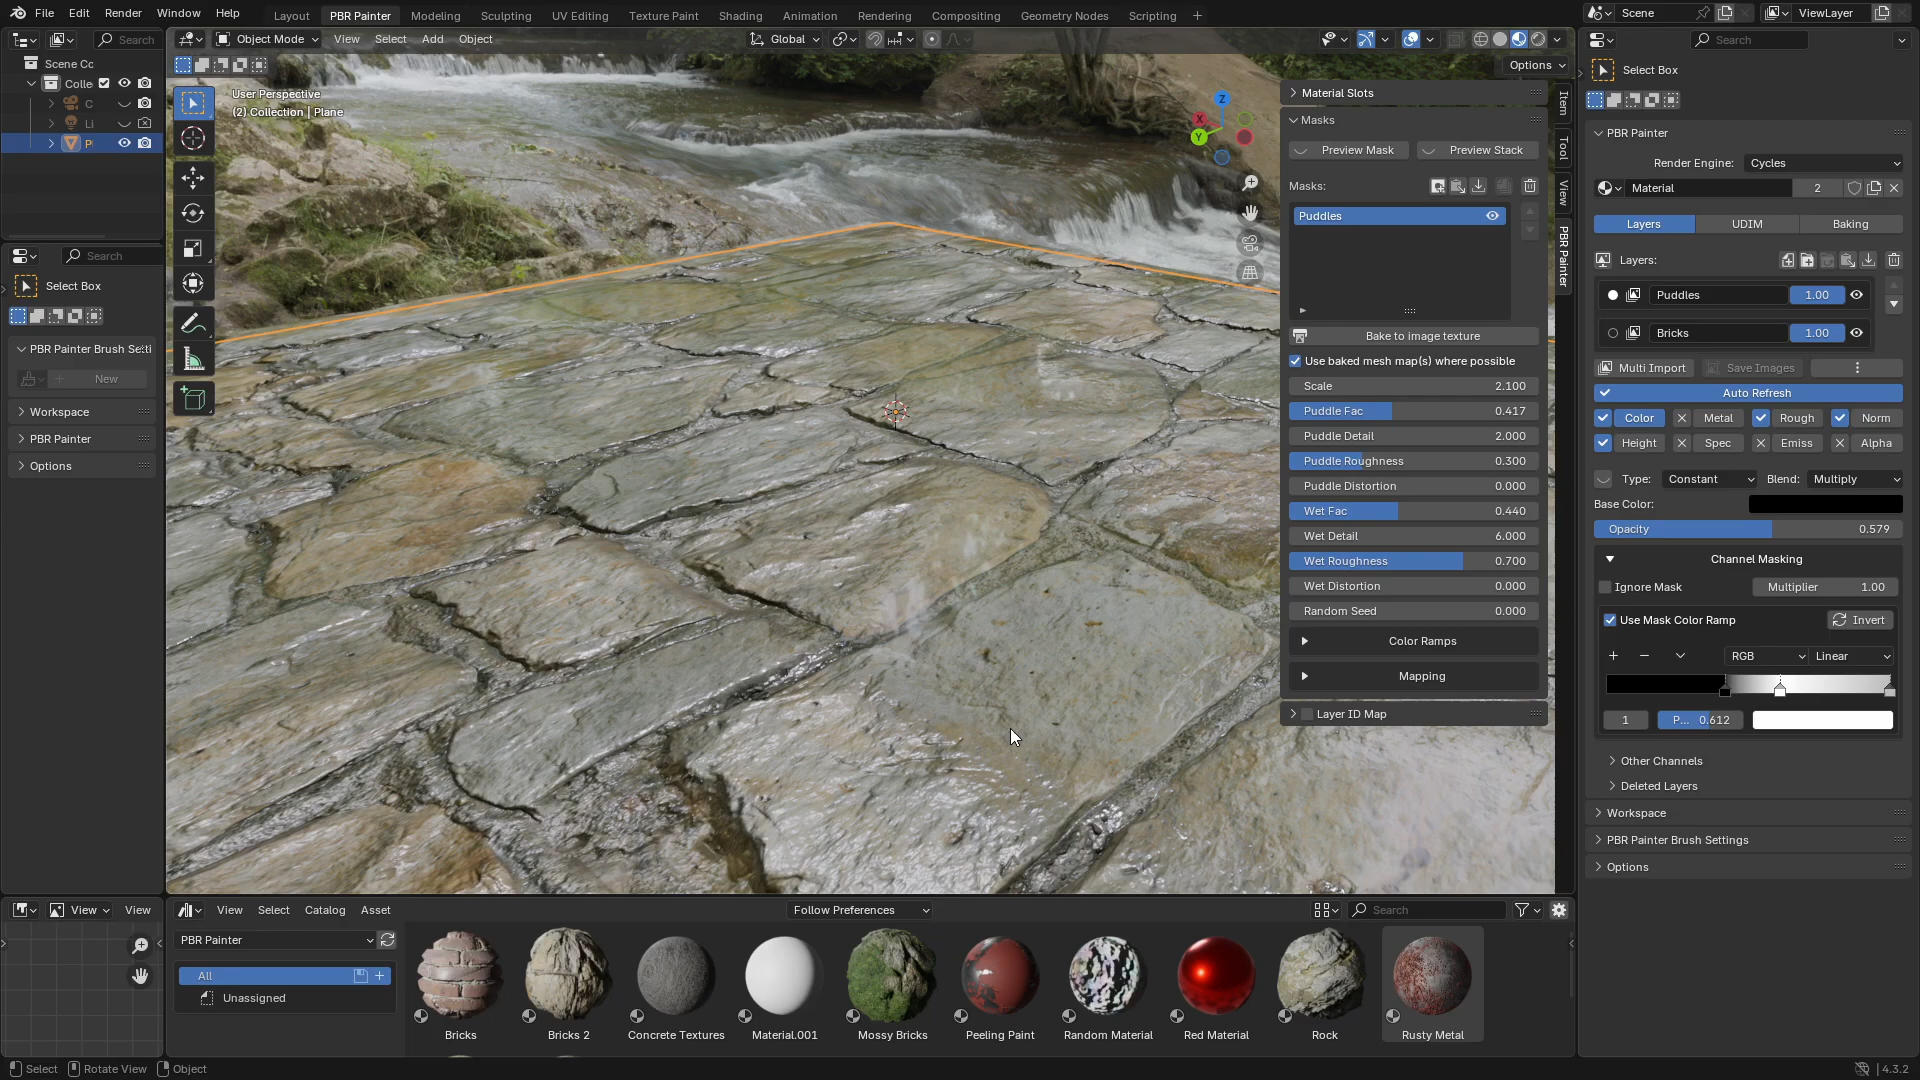 File Edit Render Window Help
Layout PBR Painter Modeling Sculpting UV Editing Texture Paint Shading Animation Rendering Compositing Geometry Nodes Scripting
Scene
ViewLayer
Search
Scene Cc
Colle
C
Li
P
Search
Select Box
PBR Painter Brush Setti
New
Workspace
PBR Painter
Options
Object Mode View Select Add Object
Global
Options
User Perspective
(2) Collection | Plane
X
Y
Z
Item
Tool
View
PBR Painter
Material Slots
Masks
Preview Mask
Preview Stack
Masks:
Puddles
Bake to image texture
Use baked mesh map(s) where possible
Scale 2.100
Puddle Fac 0.417
Puddle Detail 2.000
Puddle Roughness 0.300
Puddle Distortion 0.000
Wet Fac 0.440
Wet Detail 6.000
Wet Roughness 0.700
Wet Distortion 0.000
Random Seed 0.000
Color Ramps
Mapping
Layer ID Map
Search
Select Box
PBR Painter
Render Engine: Cycles
Material 2
Layers UDIM Baking
Layers:
Puddles 1.00
Bricks 1.00
Multi Import
Save Images
Auto Refresh
Color Metal Rough Norm
Height Spec Emiss Alpha
Type: Constant Blend: Multiply
Base Color:
Opacity 0.579
Channel Masking
Ignore Mask
Multiplier 1.00
Use Mask Color Ramp
Invert
RGB Linear
1 P... 0.612
Other Channels
Deleted Layers
Workspace
PBR Painter Brush Settings
Options
View View
View Select Catalog Asset
Follow Preferences
Search
PBR Painter
All
Unassigned
Bricks
Bricks 2
Concrete Textures
Material.001
Mossy Bricks
Peeling Paint
Random Material
Red Material
Rock
Rusty Metal
Select Rotate View Object
4.3.2